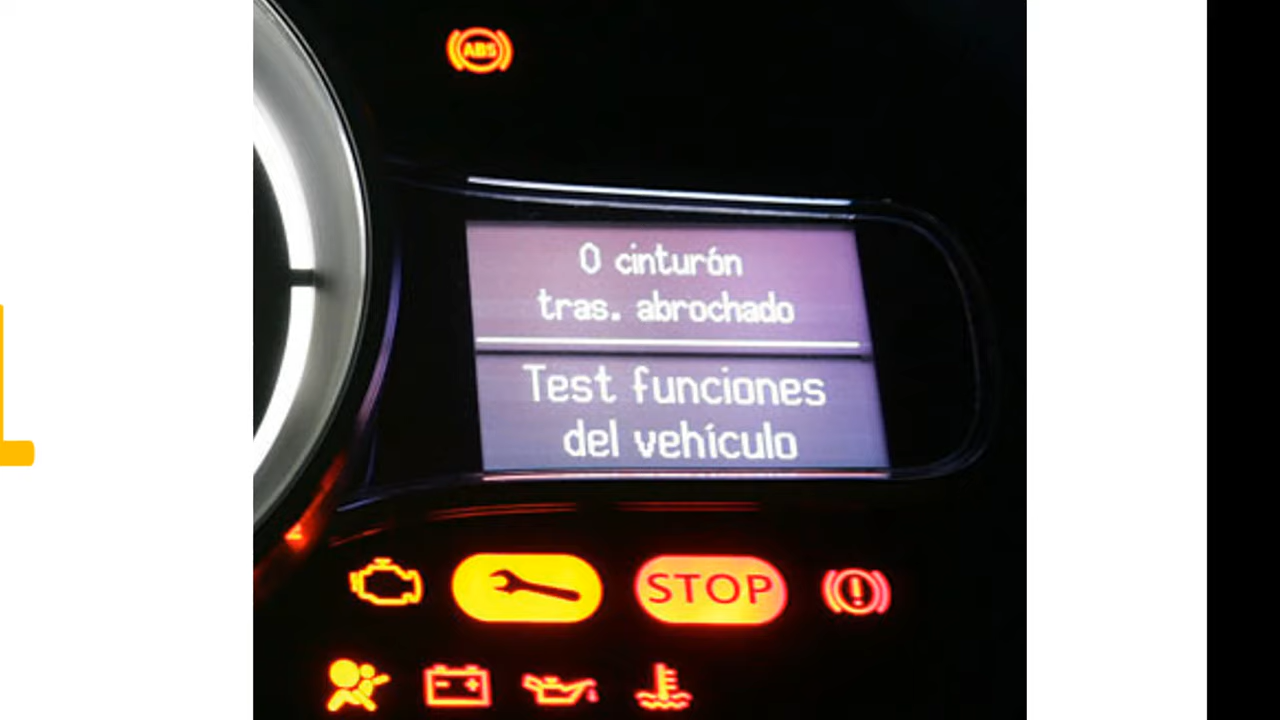 ABS
0 cinturón
tras. abrochado
Test funciones
del vehículo
STOP